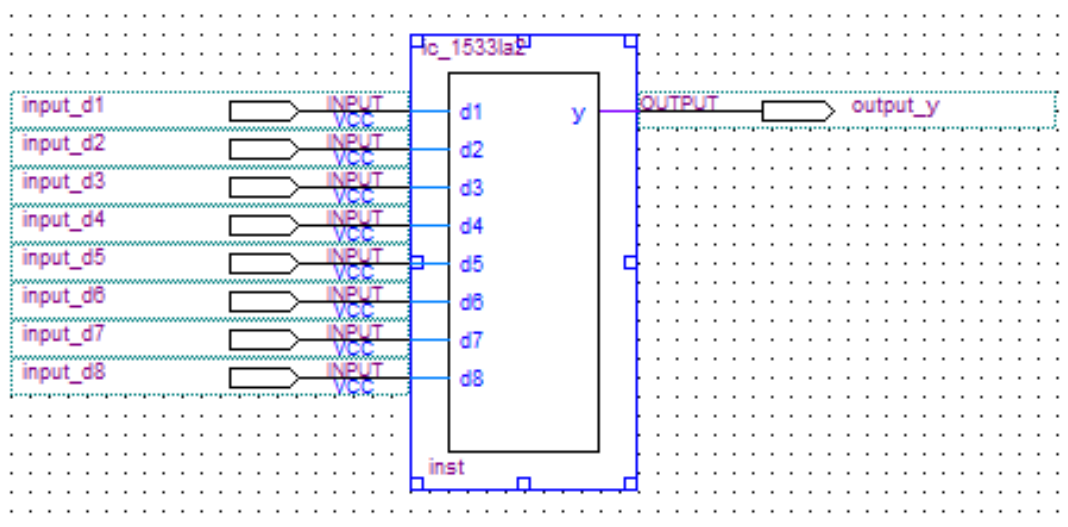 ic_1533la2
input_d1 INPUT VCC d1 y OUTPUT output_y
input_d2 INPUT VCC d2
input_d3 INPUT VCC d3
input_d4 INPUT VCC d4
input_d5 INPUT VCC d5
input_d6 INPUT VCC d6
input_d7 INPUT VCC d7
input_d8 INPUT VCC d8
inst